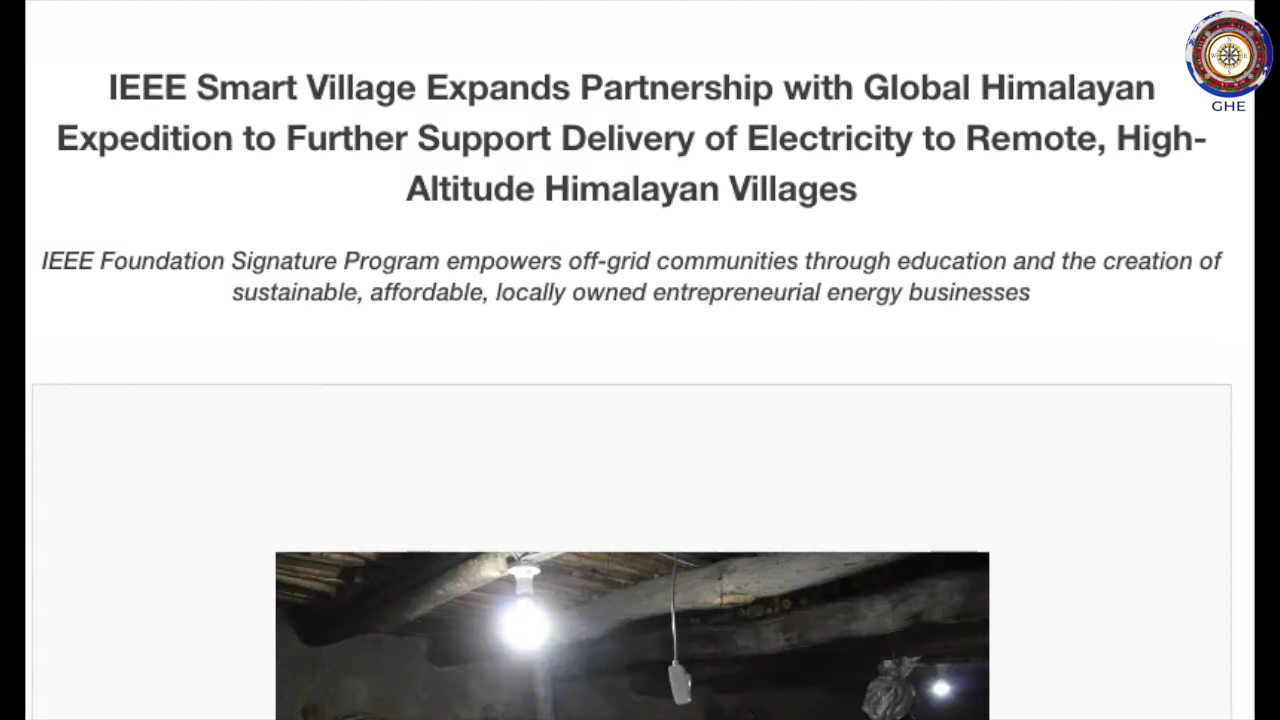 IEEE Smart Village Expands Partnership with Global Himalayan
Expedition to Further Support Delivery of Electricity to Remote, High-
Altitude Himalayan Villages
IEEE Foundation Signature Program empowers off-grid communities through education and the creation of
sustainable, affordable, locally owned entrepreneurial energy businesses
GHE